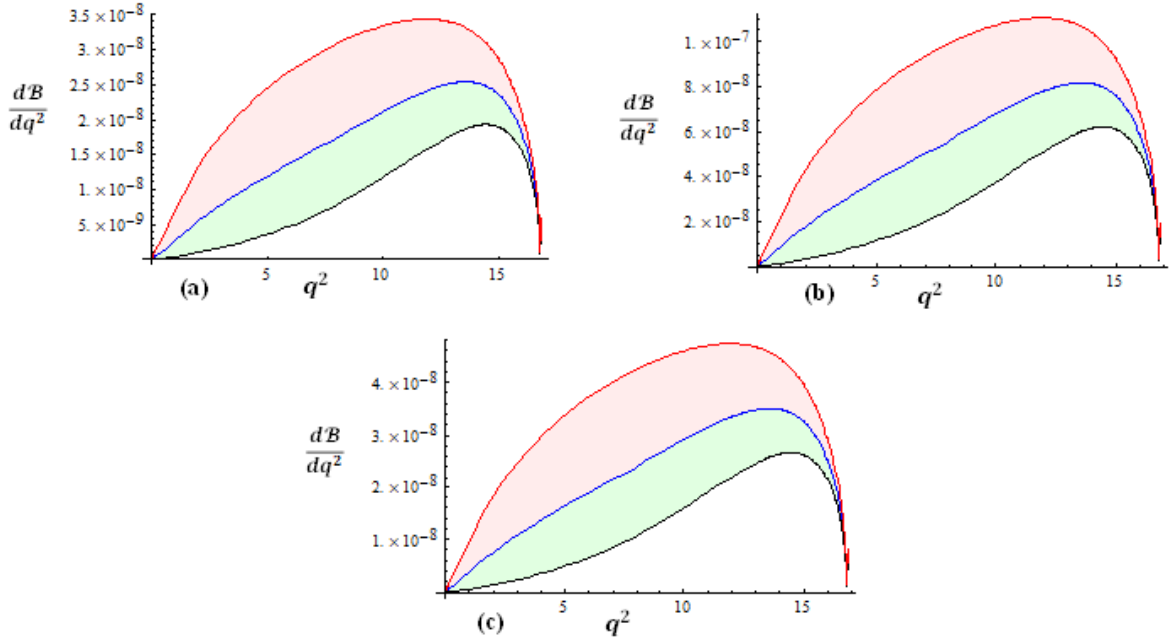 3.5×10⁻⁸
3.×10⁻⁸
2.5×10⁻⁸
2.×10⁻⁸
1.5×10⁻⁸
1.×10⁻⁸
5.×10⁻⁹
dB
dq²
5 10 15
(a) q²
1.×10⁻⁷
8.×10⁻⁸
6.×10⁻⁸
4.×10⁻⁸
2.×10⁻⁸
dB
dq²
5 10 15
(b) q²
4.×10⁻⁸
3.×10⁻⁸
2.×10⁻⁸
1.×10⁻⁸
dB
dq²
5 10 15
(c) q²